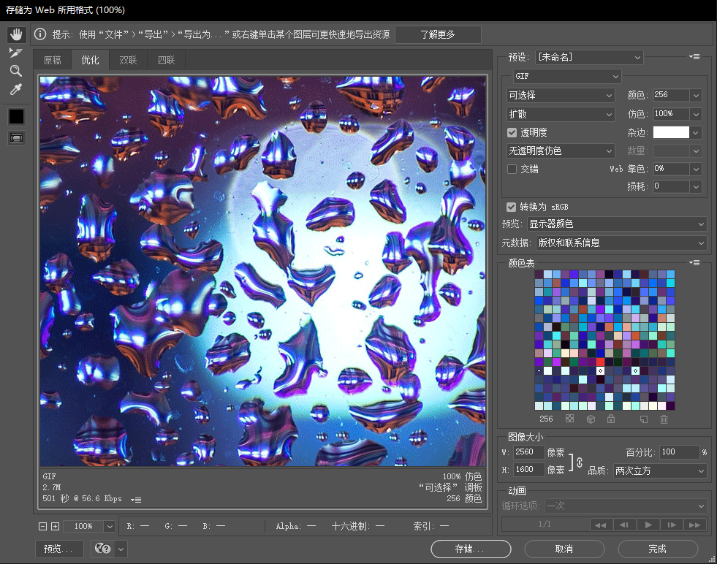 存储为 Web 所用格式 (100%)
提示: 使用“文件”>“导出”>“导出为...”或右键单击某个图层可更快速地导出资源
了解更多
原稿 优化 双联 四联
预设: [未命名]
GIF
可选择 颜色: 256
扩散 仿色: 100%
透明度 杂边:
无透明度仿色 数量:
交错 Web 靠色: 0%
损耗: 0
转换为 sRGB
预览: 显示器颜色
元数据: 版权和联系信息
颜色表
256
图像大小
W: 2560 像素 百分比: 100 %
H: 1600 像素 品质: 两次立方
动画
循环选项: 一次
1/1
GIF 100% 仿色
2.7M “可选择” 调板
501 秒 @ 56.6 Kbps 256 颜色
100% R: — G: — B: — Alpha: — 十六进制: — 索引: —
预览... 存储... 取消 完成